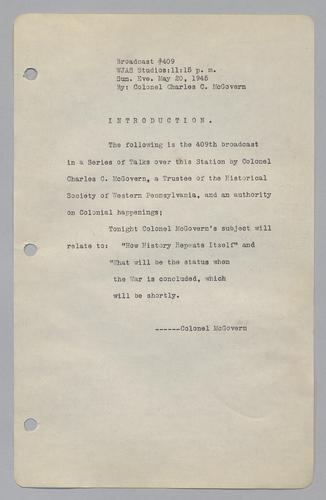 Broadcast #409
WJAS Studios:11:15 p. m.
Sun. Eve. May 20, 1945
By: Colonel Charles C. McGovern
I N T R O D U C T I O N .
The following is the 409th broadcast
in a Series of Talks over this Station by Colonel
Charles C. McGovern, a Trustee of the Historical
Society of Western Pennsylvania, and an authority
on Colonial happenings;
Tonight Colonel McGovern's subject will
relate to: "How History Repeats Itself" and
"What will be the status when
the War is concluded, which
will be shortly.
------Colonel McGovern